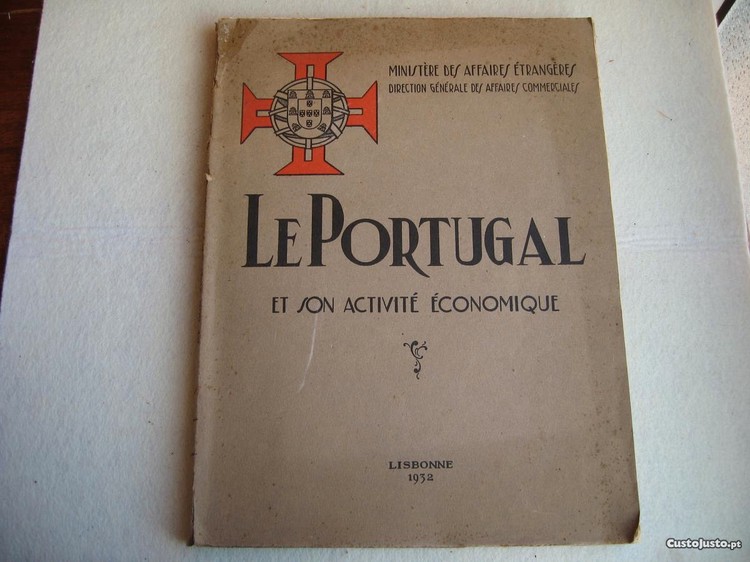 MINISTÈRE DES AFFAIRES ÉTRANGÈRES
DIRECTION GÉNÉRALE DES AFFAIRES COMMERCIALES
LE PORTUGAL
ET SON ACTIVITÉ ÉCONOMIQUE
LISBONNE
1932
CustoJusto.pt